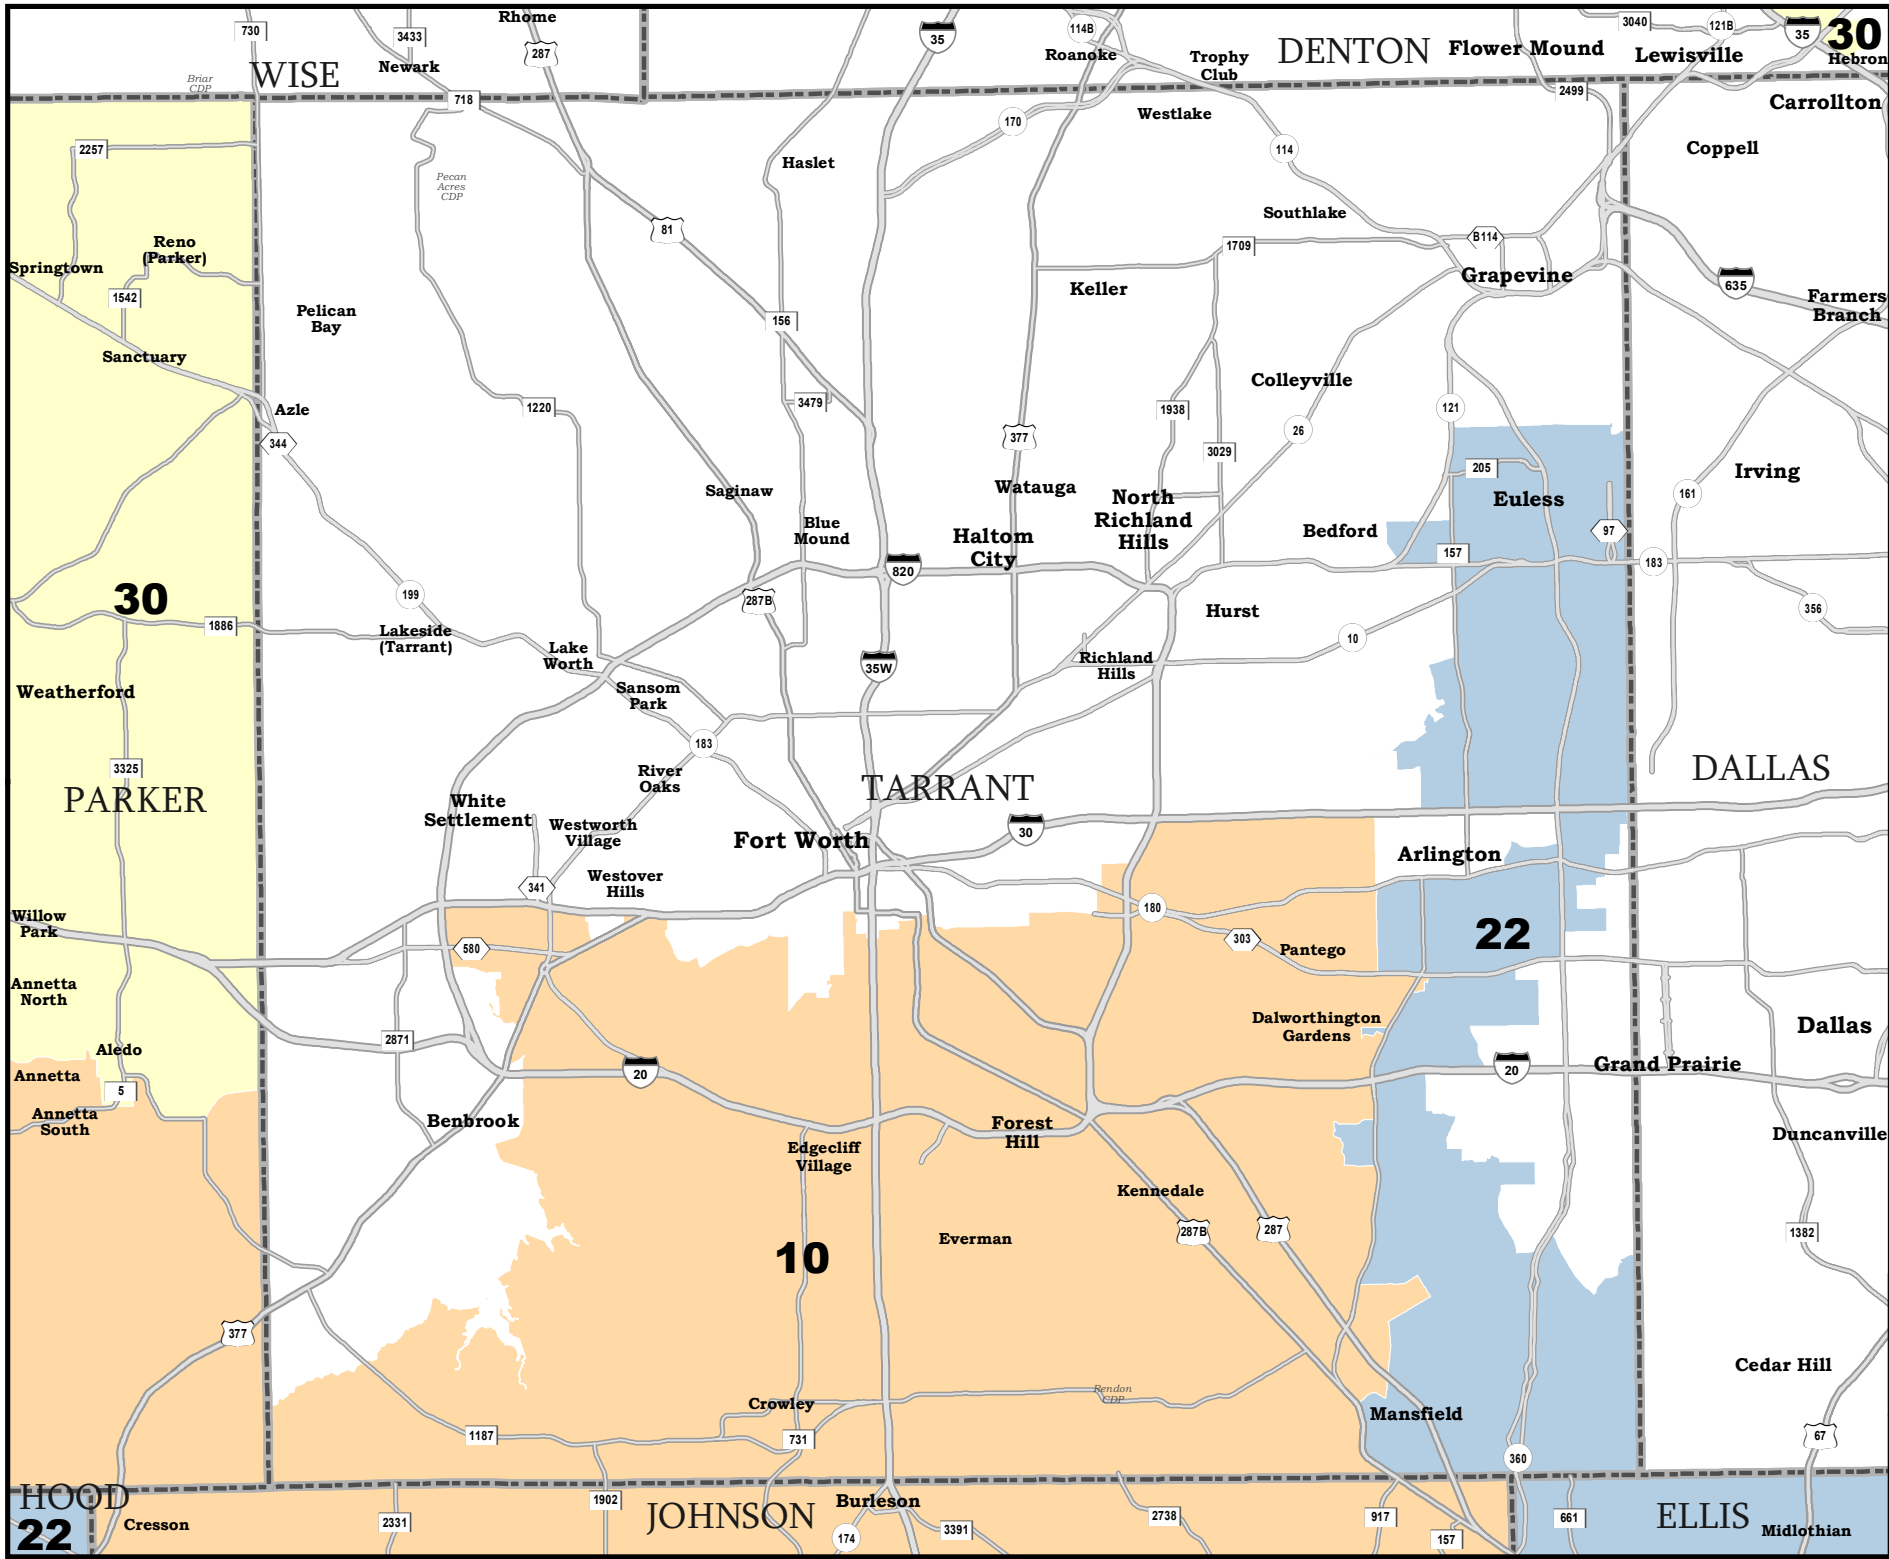 Rhome
730
3433
287
35
114B
3040
121B
35
30
WISE
Newark
Roanoke
Trophy
Club
DENTON
Flower Mound
Lewisville
Hebron
Briar
CDP
718
2499
Carrollton
170
Westlake
2257
114
Coppell
Haslet
Pecan
Acres
CDP
Southlake
81
Reno
(Parker)
1709
B114
Springtown
Grapevine
635
1542
Keller
Farmers
Branch
Pelican
Bay
156
Sanctuary
Colleyville
Azle
1220
3479
1938
121
344
377
26
3029
205
Irving
Saginaw
Watauga
North
Richland
Hills
Euless
161
Blue
Mound
Haltom
City
Bedford
97
157
820
183
30
199
287B
356
1886
Lakeside
(Tarrant)
Hurst
10
Lake
Worth
35W
Richland
Hills
Weatherford
Sansom
Park
183
3325
River
Oaks
PARKER
TARRANT
DALLAS
White
Settlement
Westworth
Village
Fort Worth
30
Arlington
341
Westover
Hills
180
Willow
Park
580
303
Pantego
22
Annetta
North
Dalworthington
Gardens
Dallas
2871
Aledo
Annetta
20
20
Grand Prairie
5
Annetta
South
Benbrook
Forest
Hill
Duncanville
Edgecliff
Village
Kennedale
10
Everman
287B
287
1382
377
Cedar Hill
Rendon
CDP
Crowley
Mansfield
1187
731
67
360
HOOD
22
Cresson
2331
1902
JOHNSON
Burleson
174
3391
2738
917
157
661
ELLIS
Midlothian